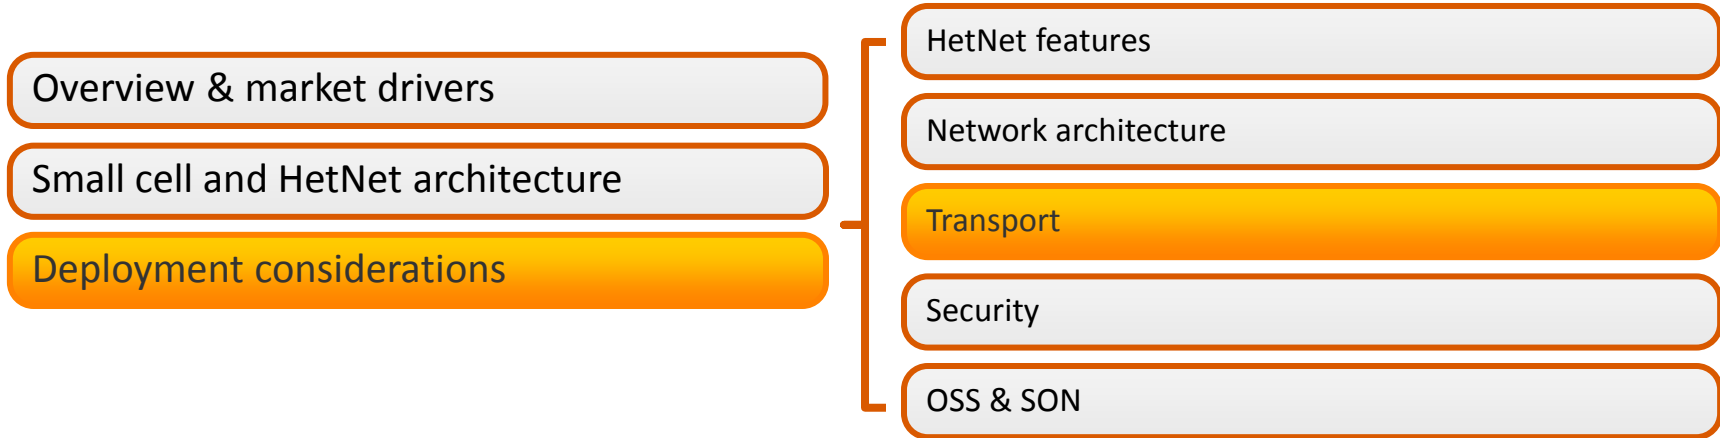 Overview & market drivers
Small cell and HetNet architecture
Deployment considerations
HetNet features
Network architecture
Transport
Security
OSS & SON